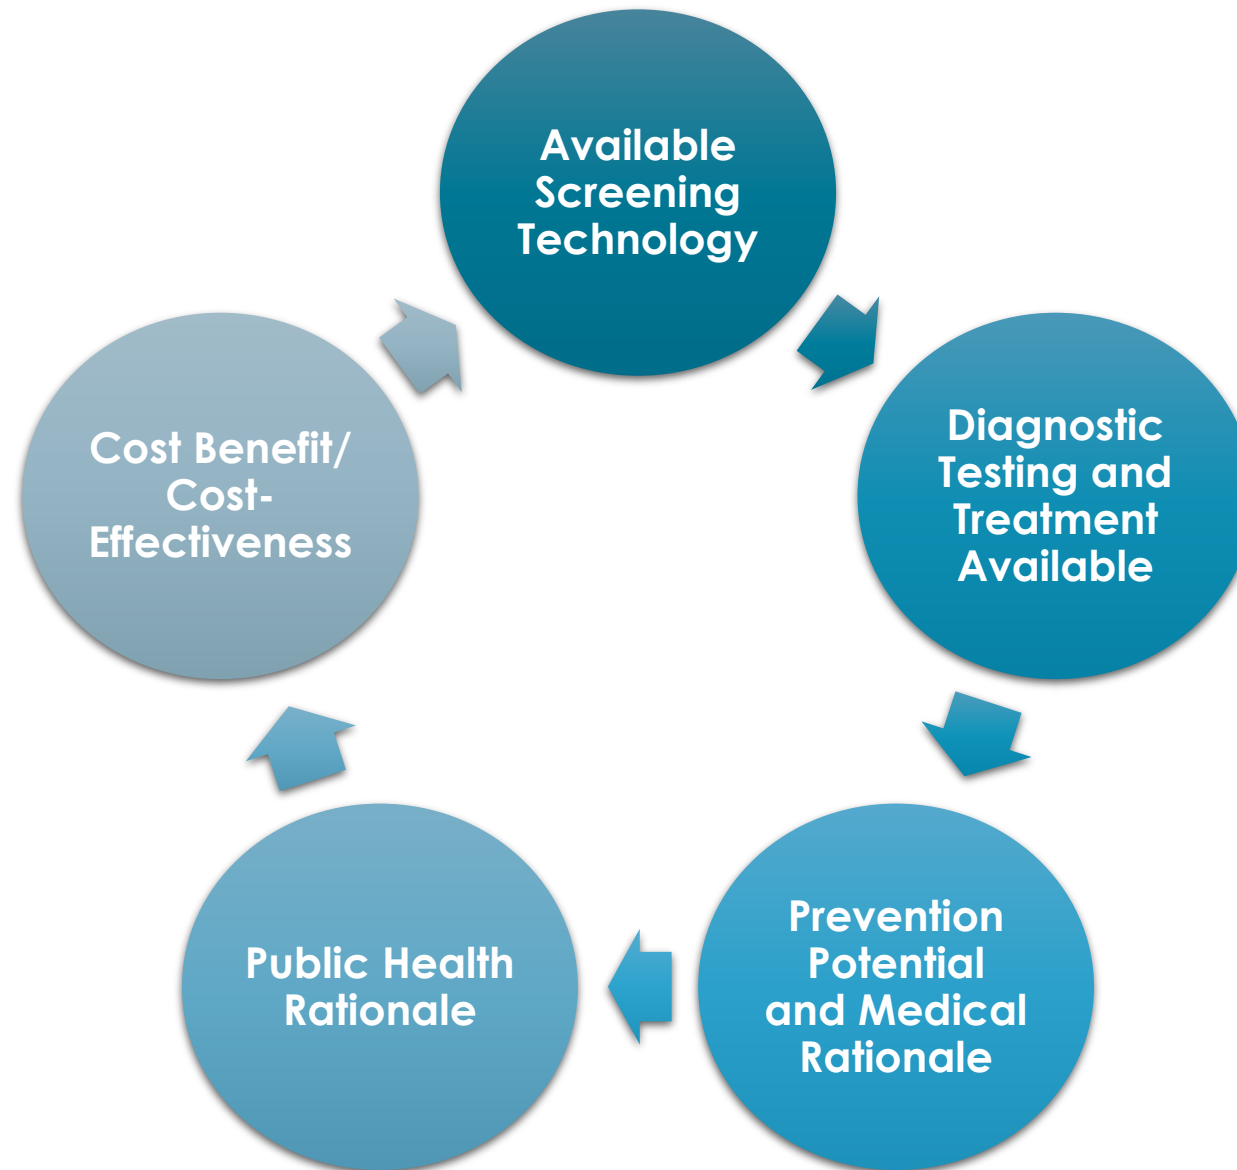 Available
Screening
Technology
Diagnostic
Testing and
Treatment
Available
Prevention
Potential
and Medical
Rationale
Public Health
Rationale
Cost Benefit/
Cost-
Effectiveness